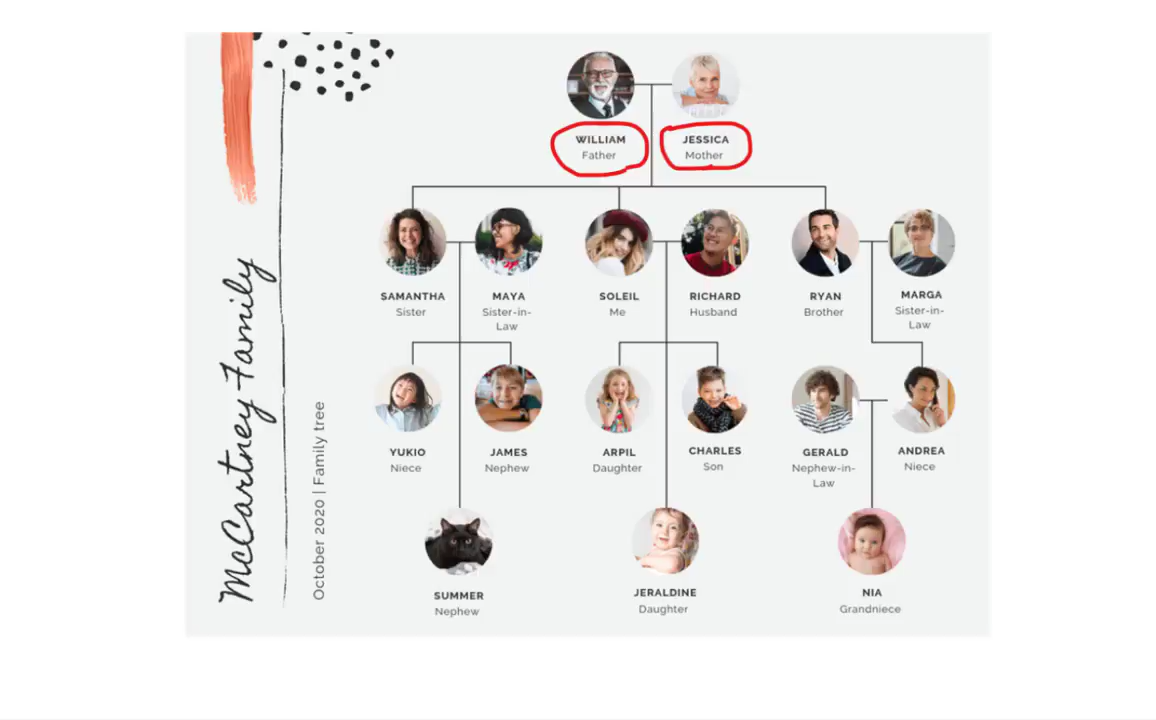 WILLIAM
Father
JESSICA
Mother
SAMANTHA
Sister
MAYA
Sister-in-
Law
SOLEIL
Me
RICHARD
Husband
RYAN
Brother
MARGA
Sister-in-
Law
YUKIO
Niece
JAMES
Nephew
ARPIL
Daughter
CHARLES
Son
GERALD
Nephew-in-
Law
ANDREA
Niece
SUMMER
Nephew
JERALDINE
Daughter
NIA
Grandniece
McCartney Family
October 2020 | Family tree